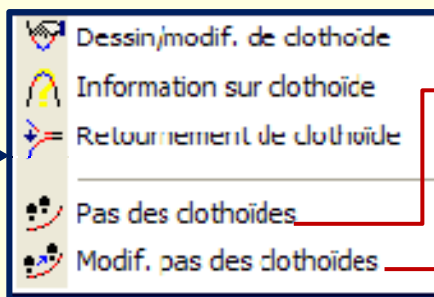 Dessin/modif. de clothoïde
Information sur clothoïde
Retournement de clothoïde
Pas des clothoïdes
Modif. pas des clothoïdes